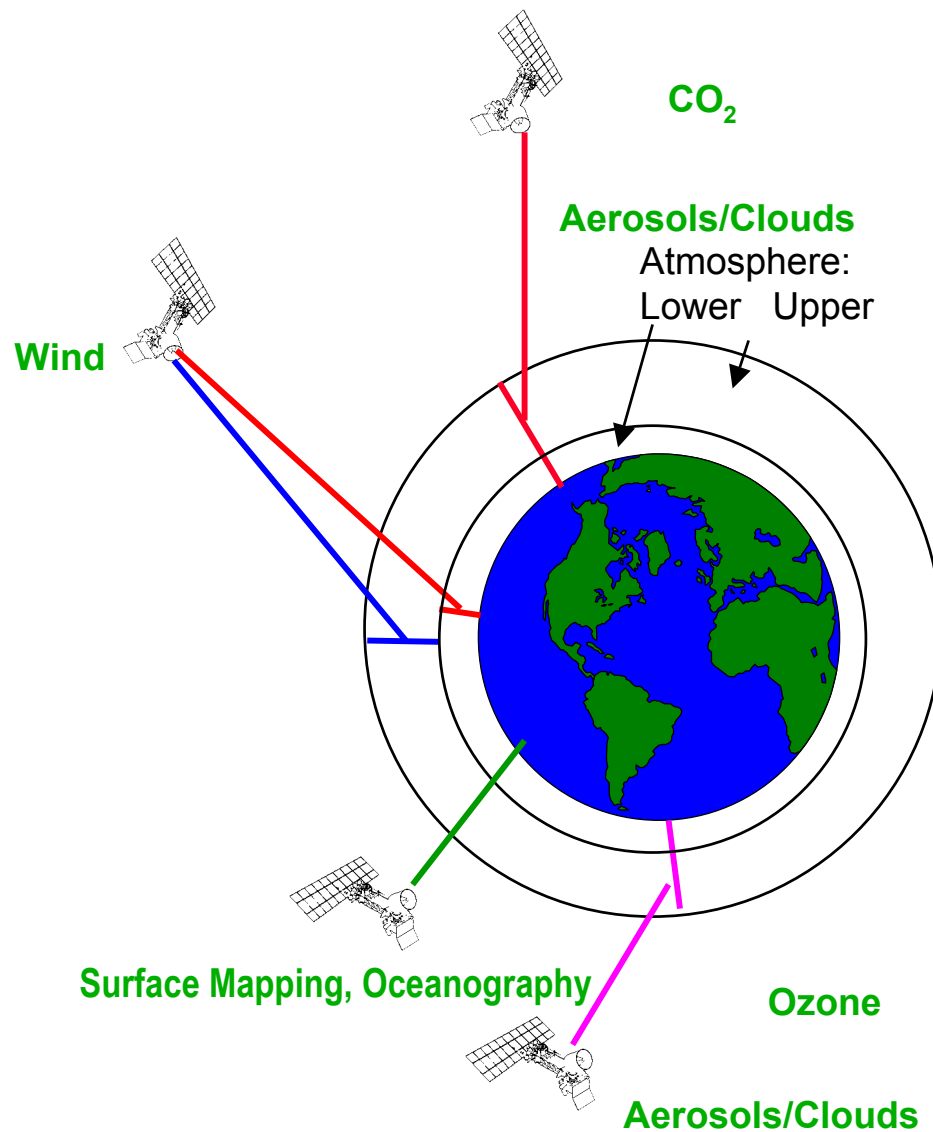 CO₂
Aerosols/Clouds
Atmosphere:
Lower Upper
Wind
Surface Mapping, Oceanography
Ozone
Aerosols/Clouds